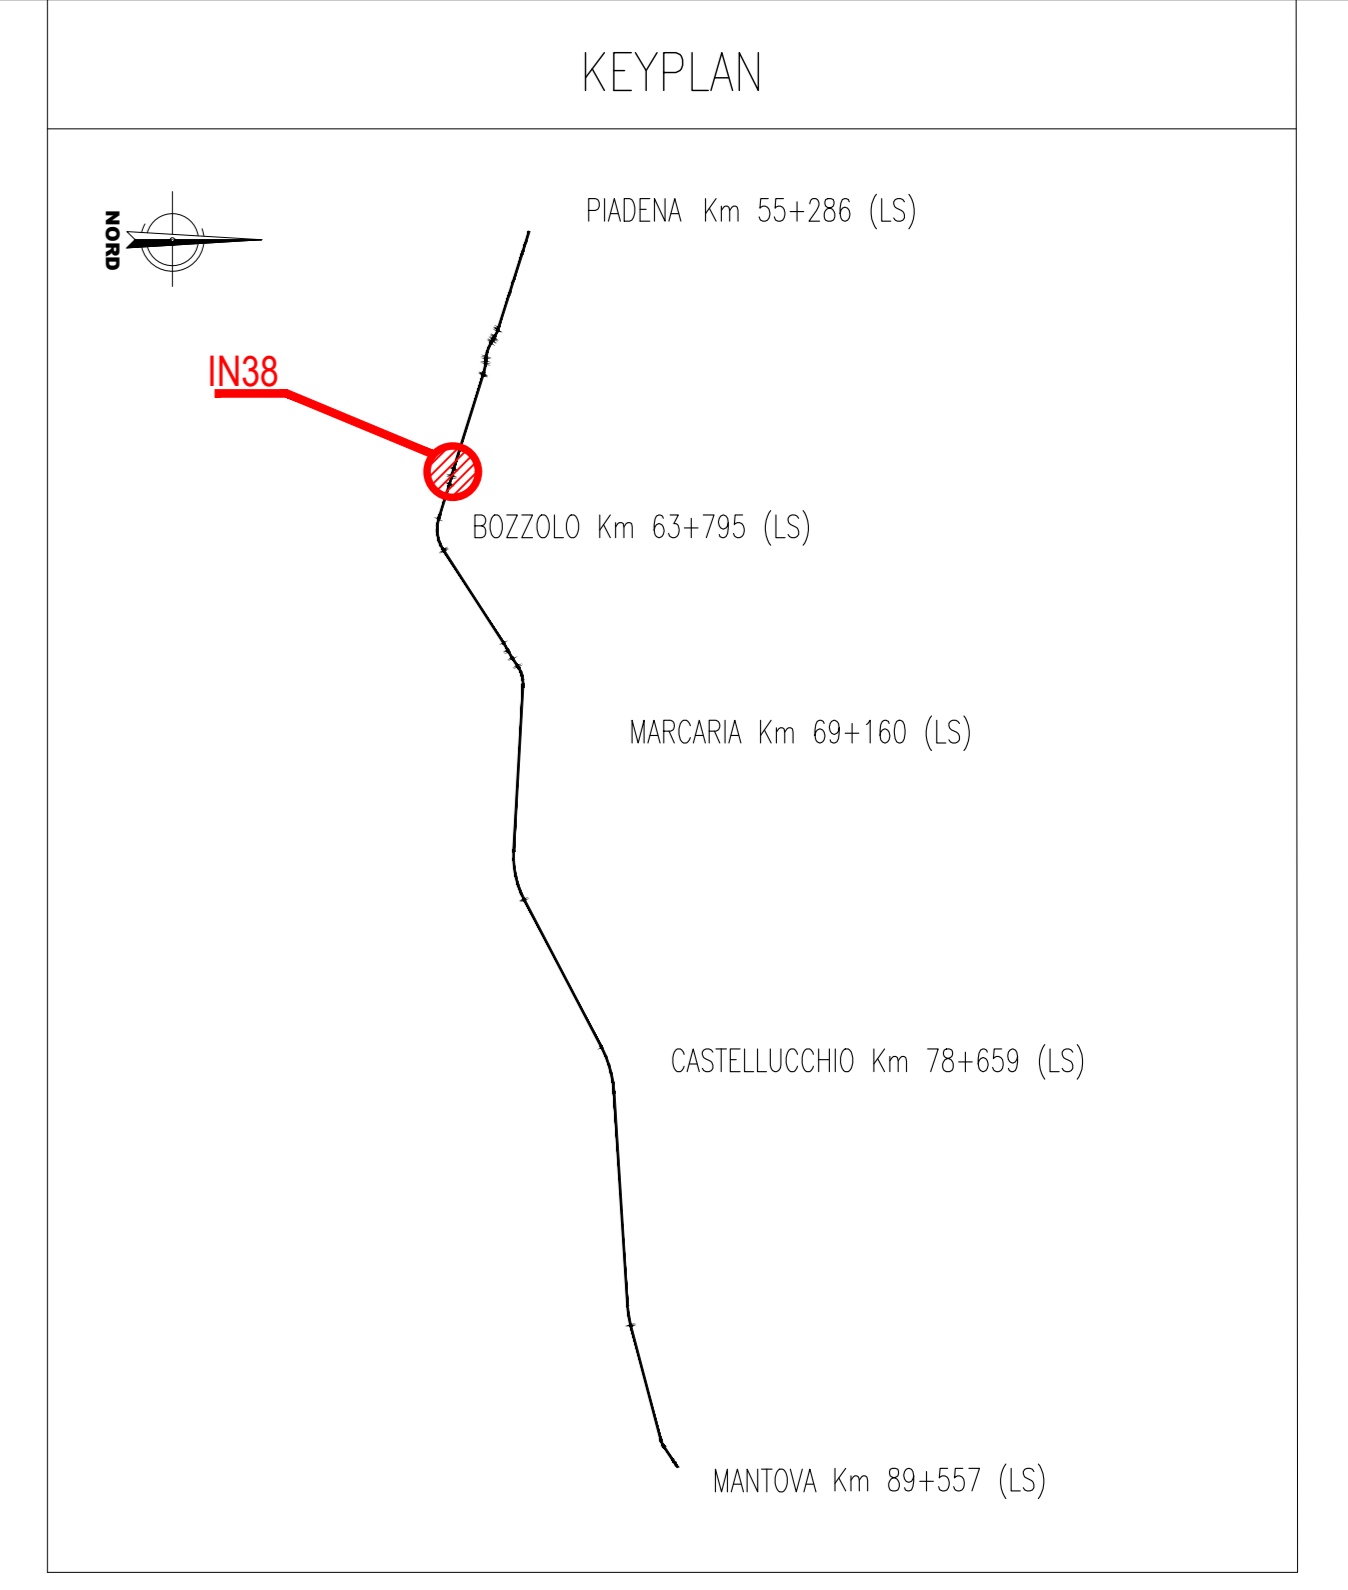 KEYPLAN
PIADENA Km 55+286 (LS)
NORD
IN38
BOZZOLO Km 63+795 (LS)
MARCARIA Km 69+160 (LS)
CASTELLUCCHIO Km 78+659 (LS)
MANTOVA Km 89+557 (LS)